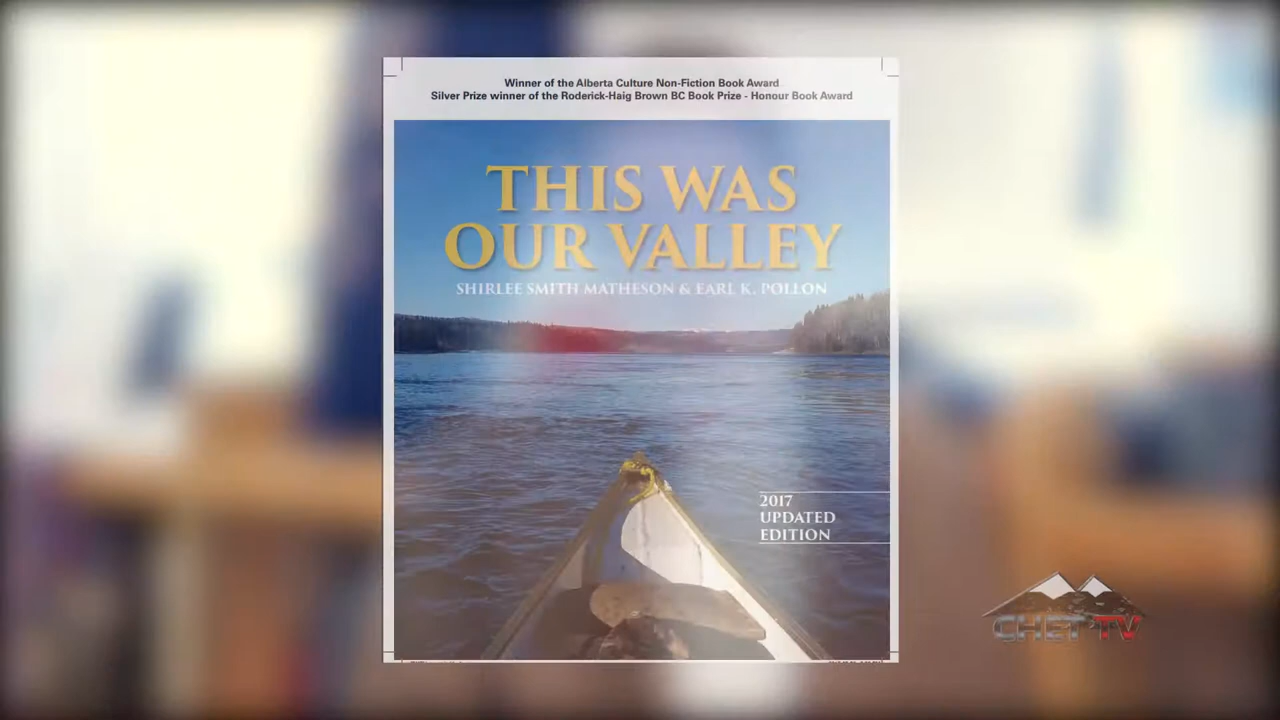 Winner of the Alberta Culture Non-Fiction Book Award
Silver Prize winner of the Roderick-Haig Brown BC Book Prize - Honour Book Award
THIS WAS
OUR VALLEY
SHIRLEE SMITH MATHESON & EARL K. POLLON
2017
UPDATED
EDITION
CHET TV